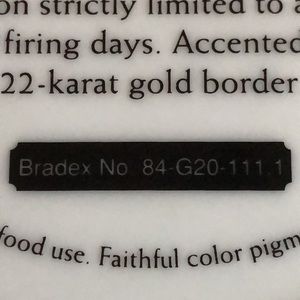 on strictly limited to a
firing days. Accented
22-karat gold border
Bradex No. 84-G20-111.1
food use. Faithful color pigm